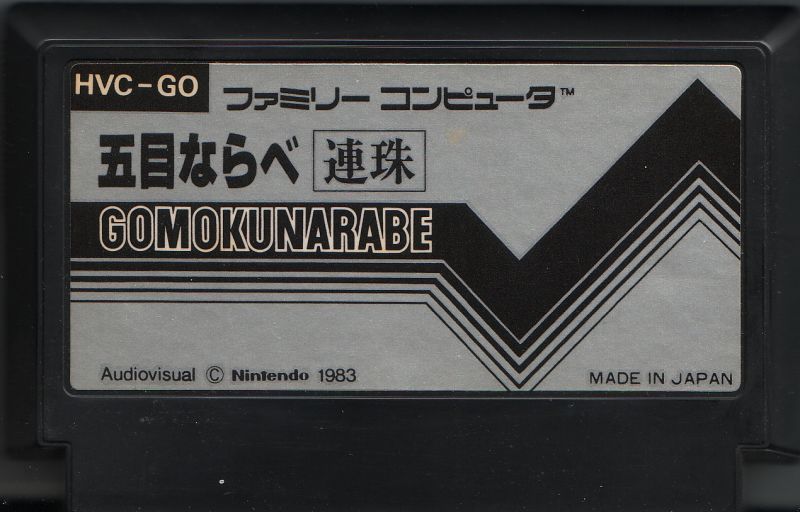 HVC-GO
ファミリー コンピュータ™
五目ならべ 連珠
GOMOKUNARABE
Audiovisual © Nintendo 1983
MADE IN JAPAN